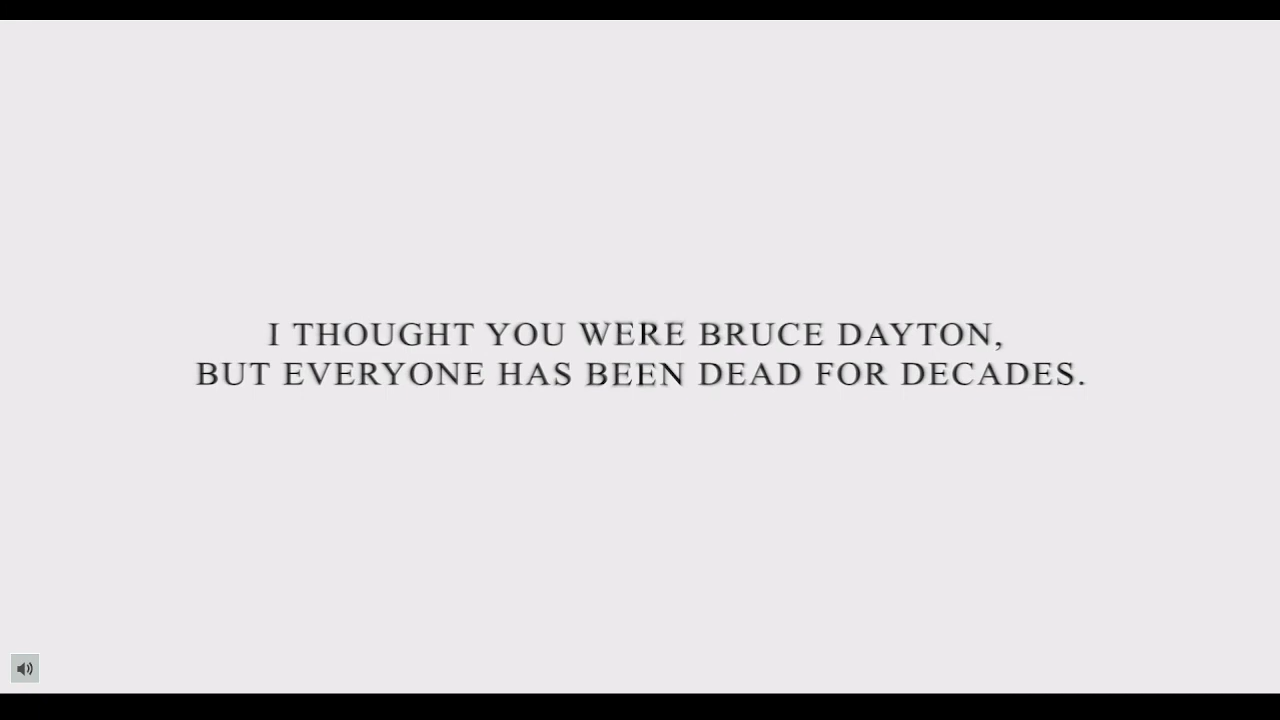 I THOUGHT YOU WERE BRUCE DAYTON,
BUT EVERYONE HAS BEEN DEAD FOR DECADES.